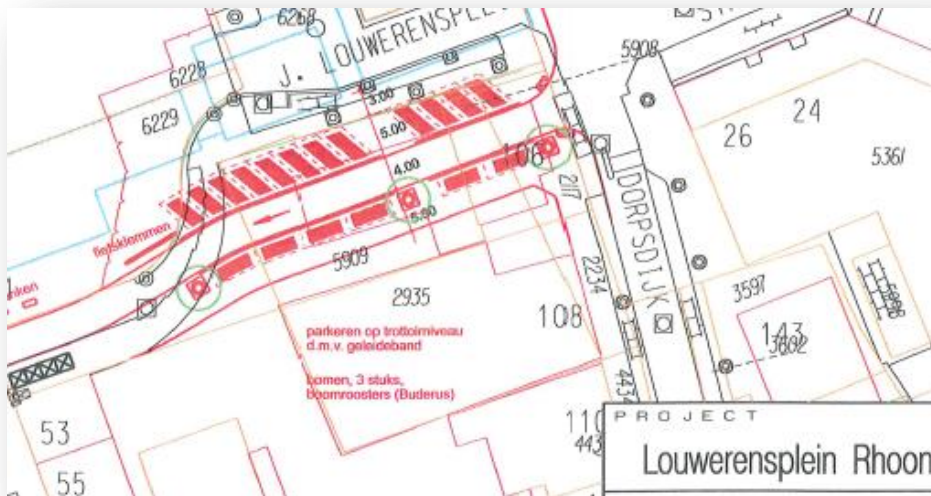 6268
J. LOUWERENSPLE
5908
6228
3.00
6229
5.00
24
26
5361
4.00
106
2117
DORPSDIJK
fietsklemmen
5.00
5909
2234
2935
3597
108
143
3602
parkeren op trottoirniveau
d.m.v. geleideband
bomen, 3 stuks,
boomroosters (Buderus)
4434
53
110
443
PROJECT
55
Louwerensplein Rhoon